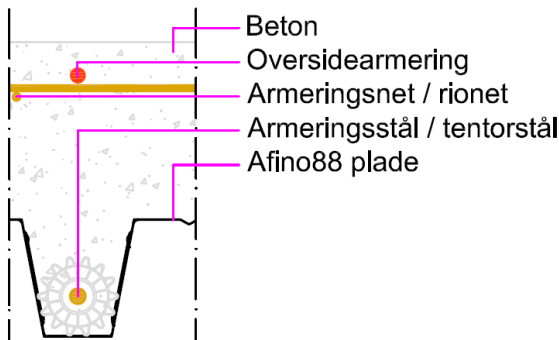 Beton
Oversidearmering
Armeringsnet / rionet
Armeringsstål / tentorstål
Afino88 plade